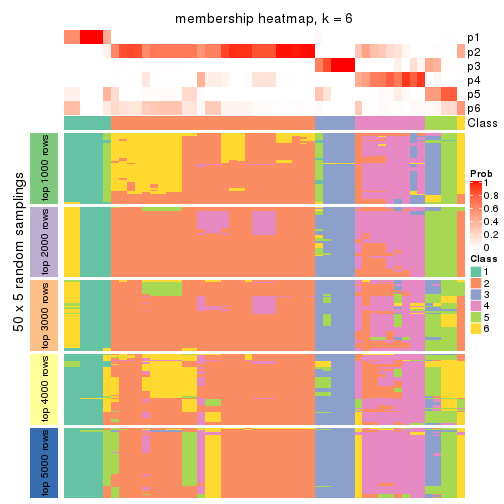 membership heatmap, k = 6
p1
p2
p3
p4
p5
p6
Class
50 x 5 random samplings
top 1000 rows
top 2000 rows
top 3000 rows
top 4000 rows
top 5000 rows
Prob
1
0.8
0.6
0.4
0.2
0
Class
1
2
3
4
5
6